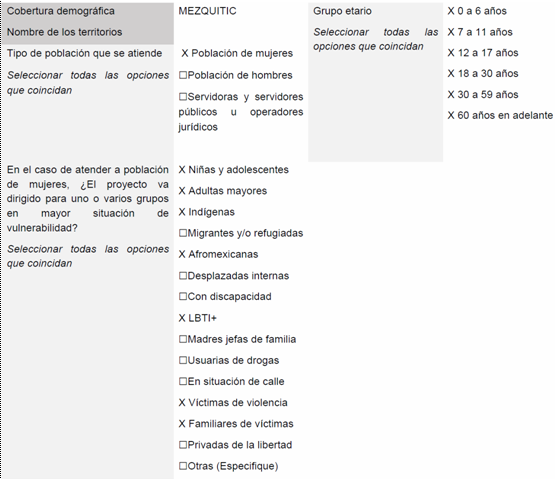 Cobertura demográfica
Nombre de los territorios
MEZQUITIC
Grupo etario
Seleccionar todas las
opciones que coincidan
X 0 a 6 años
X 7 a 11 años
X 12 a 17 años
X 18 a 30 años
X 30 a 59 años
X 60 años en adelante
Tipo de población que se atiende
Seleccionar todas las opciones
que coincidan
X Población de mujeres
☐Población de hombres
☐Servidoras y servidores
públicos u operadores
jurídicos
En el caso de atender a población
de mujeres, ¿El proyecto va
dirigido para uno o varios grupos
en mayor situación de
vulnerabilidad?
Seleccionar todas las opciones
que coincidan
X Niñas y adolescentes
X Adultas mayores
X Indígenas
☐Migrantes y/o refugiadas
X Afromexicanas
☐Desplazadas internas
☐Con discapacidad
X LBTI+
☐Madres jefas de familia
☐Usuarias de drogas
☐En situación de calle
X Víctimas de violencia
X Familiares de víctimas
☐Privadas de la libertad
☐Otras (Especifique)